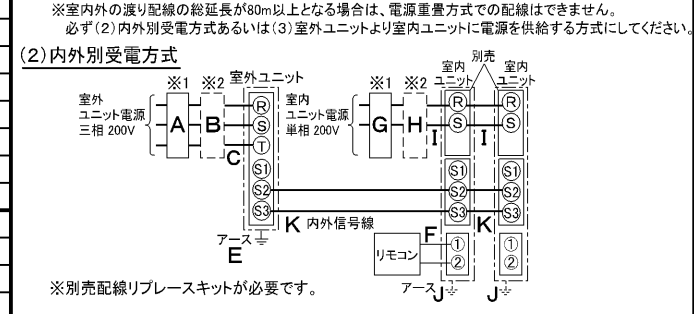 ※室内外の渡り配線の総延長が80m以上となる場合は、電源重畳方式での配線はできません。
必ず(2)内外別受電方式あるいは(3)室外ユニットより室内ユニットに電源を供給する方式にしてください。
(2)内外別受電方式
別売
※1 ※2 室外ユニット
※1 ※2 室内ユニット 室内ユニット
室外
ユニット電源
三相 200V
A B C
R
S
T
S1
S2
S3
室内
ユニット電源
単相 200V
G H I I
R R
S S
S1 S1
S2 S2
S3 S3
K 内外信号線 K
アース
E
リモコン
F
① ①
② ②
アース J J
※別売配線リプレースキットが必要です。